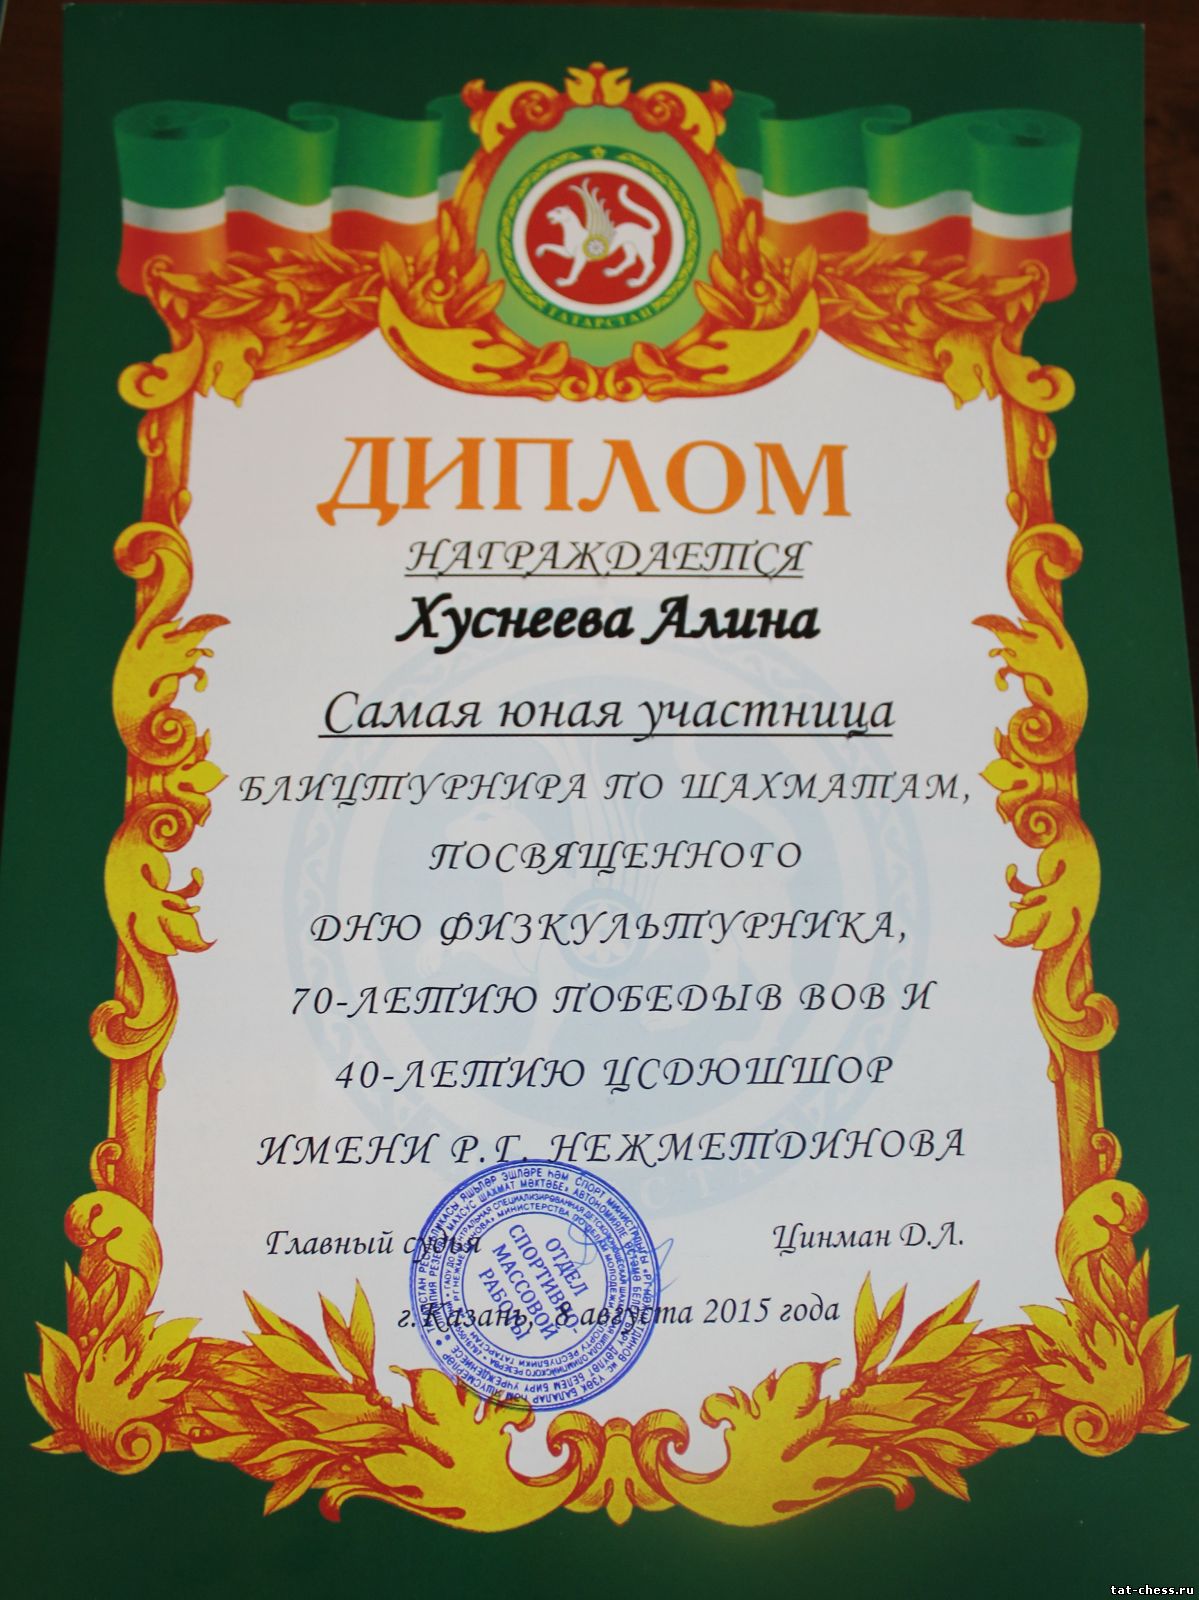 ТАТАРСТАН
ДИПЛОМ
НАГРАЖДАЕТСЯ
Хуснеева Алина
Самая юная участница
БЛИЦТУРНИРА ПО ШАХМАТАМ,
ПОСВЯЩЕННОГО
ДНЮ ФИЗКУЛЬТУРНИКА,
70-ЛЕТИЮ ПОБЕДЫВ ВОВ И
40-ЛЕТИЮ ЦСДЮШШОР
ИМЕНИ Р.Г. НЕЖМЕТДИНОВА
Главный судья Цинман Д.Л.
г. Казань, 8 августа 2015 года
ОТДЕЛ
СПОРТИВНО-
МАССОВОЙ
РАБОТЫ
tat-chess.ru